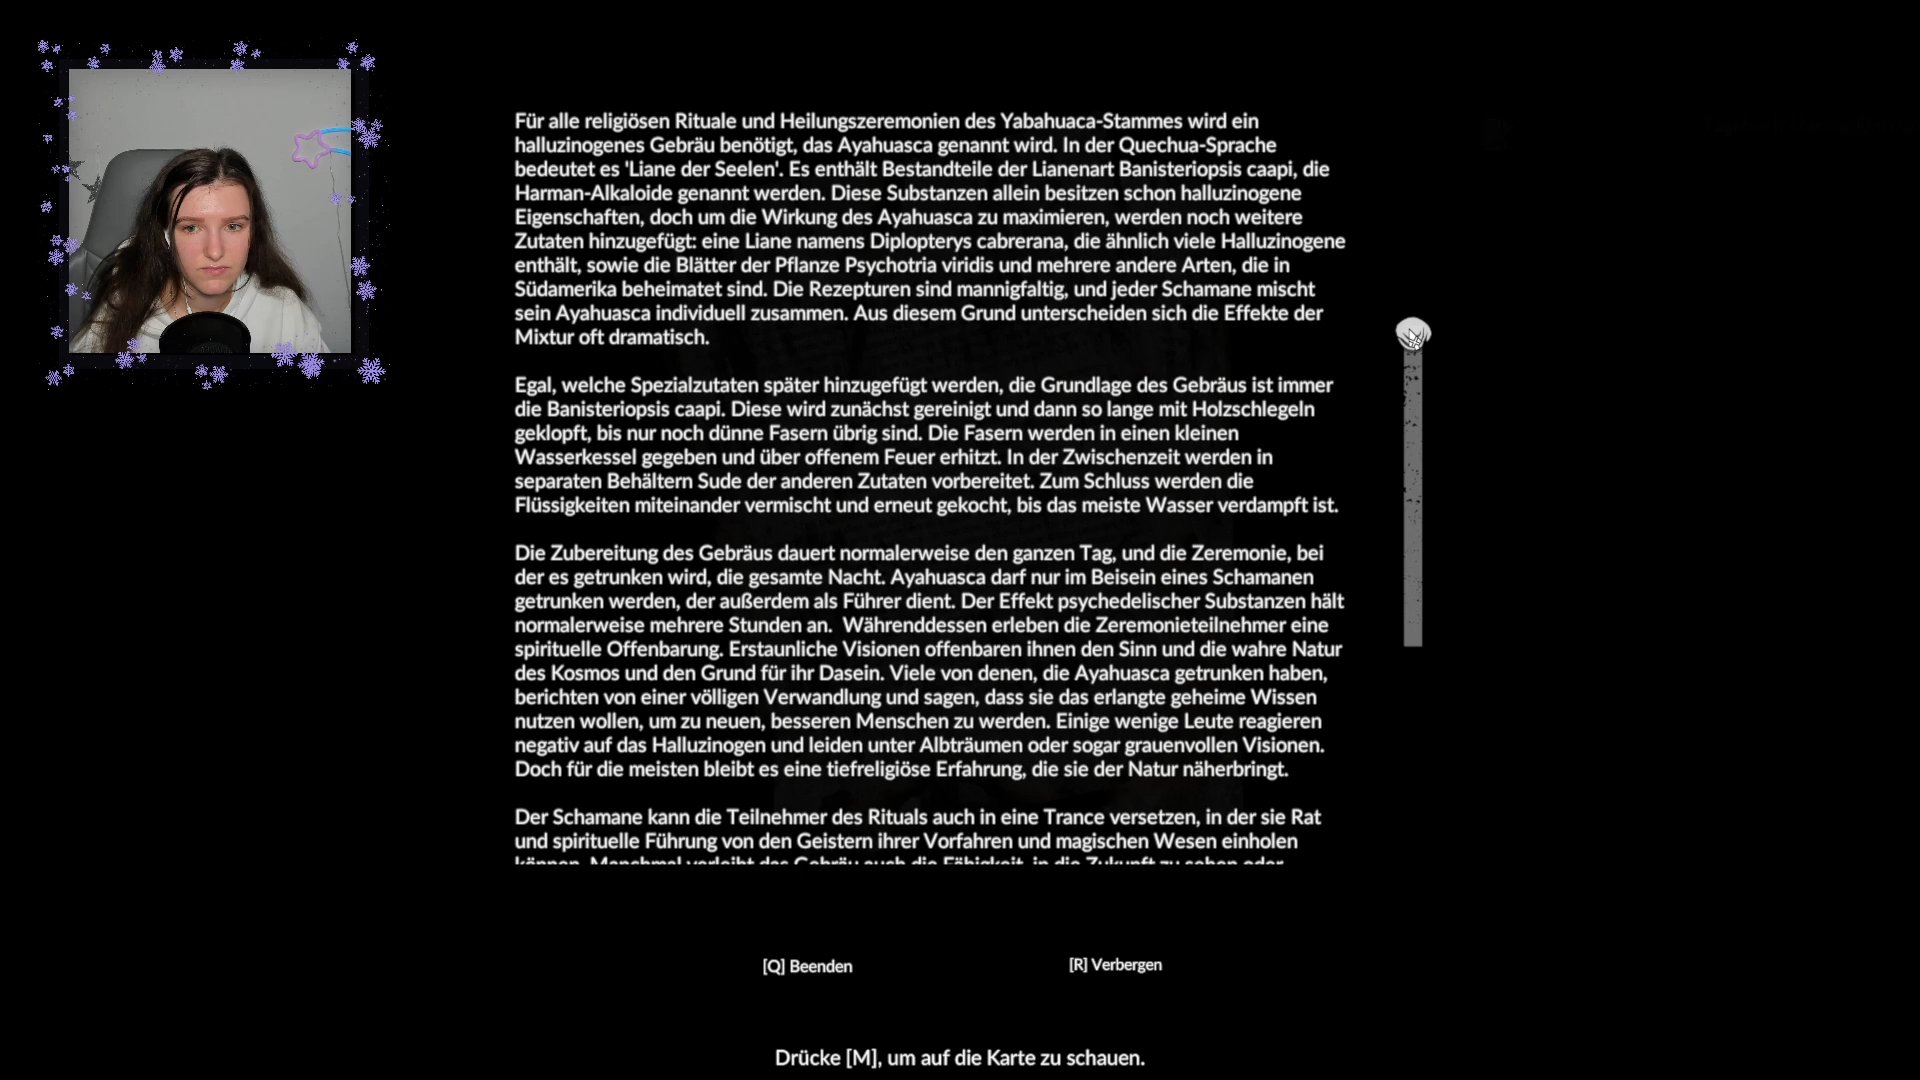 Für alle religiösen Rituale und Heilungszeremonien des Yabahuaca-Stammes wird ein
halluzinogenes Gebräu benötigt, das Ayahuasca genannt wird. In der Quechua-Sprache
bedeutet es 'Liane der Seelen'. Es enthält Bestandteile der Lianenart Banisteriopsis caapi, die
Harman-Alkaloide genannt werden. Diese Substanzen allein besitzen schon halluzinogene
Eigenschaften, doch um die Wirkung des Ayahuasca zu maximieren, werden noch weitere
Zutaten hinzugefügt: eine Liane namens Diplopterys cabrerana, die ähnlich viele Halluzinogene
enthält, sowie die Blätter der Pflanze Psychotria viridis und mehrere andere Arten, die in
Südamerika beheimatet sind. Die Rezepturen sind mannigfaltig, und jeder Schamane mischt
sein Ayahuasca individuell zusammen. Aus diesem Grund unterscheiden sich die Effekte der
Mixtur oft dramatisch.
Egal, welche Spezialzutaten später hinzugefügt werden, die Grundlage des Gebräus ist immer
die Banisteriopsis caapi. Diese wird zunächst gereinigt und dann so lange mit Holzschlegeln
geklopft, bis nur noch dünne Fasern übrig sind. Die Fasern werden in einen kleinen
Wasserkessel gegeben und über offenem Feuer erhitzt. In der Zwischenzeit werden in
separaten Behältern Sude der anderen Zutaten vorbereitet. Zum Schluss werden die
Flüssigkeiten miteinander vermischt und erneut gekocht, bis das meiste Wasser verdampft ist.
Die Zubereitung des Gebräus dauert normalerweise den ganzen Tag, und die Zeremonie, bei
der es getrunken wird, die gesamte Nacht. Ayahuasca darf nur im Beisein eines Schamanen
getrunken werden, der außerdem als Führer dient. Der Effekt psychedelischer Substanzen hält
normalerweise mehrere Stunden an.  Währenddessen erleben die Zeremonieteilnehmer eine
spirituelle Offenbarung. Erstaunliche Visionen offenbaren ihnen den Sinn und die wahre Natur
des Kosmos und den Grund für ihr Dasein. Viele von denen, die Ayahuasca getrunken haben,
berichten von einer völligen Verwandlung und sagen, dass sie das erlangte geheime Wissen
nutzen wollen, um zu neuen, besseren Menschen zu werden. Einige wenige Leute reagieren
negativ auf das Halluzinogen und leiden unter Albträumen oder sogar grauenvollen Visionen.
Doch für die meisten bleibt es eine tiefreligiöse Erfahrung, die sie der Natur näherbringt.
Der Schamane kann die Teilnehmer des Rituals auch in eine Trance versetzen, in der sie Rat
und spirituelle Führung von den Geistern ihrer Vorfahren und magischen Wesen einholen
können. Manchmal verleiht das Gebräu auch die Fähigkeit, in die Zukunft zu sehen oder
[Q] Beenden
[R] Verbergen
Drücke [M], um auf die Karte zu schauen.